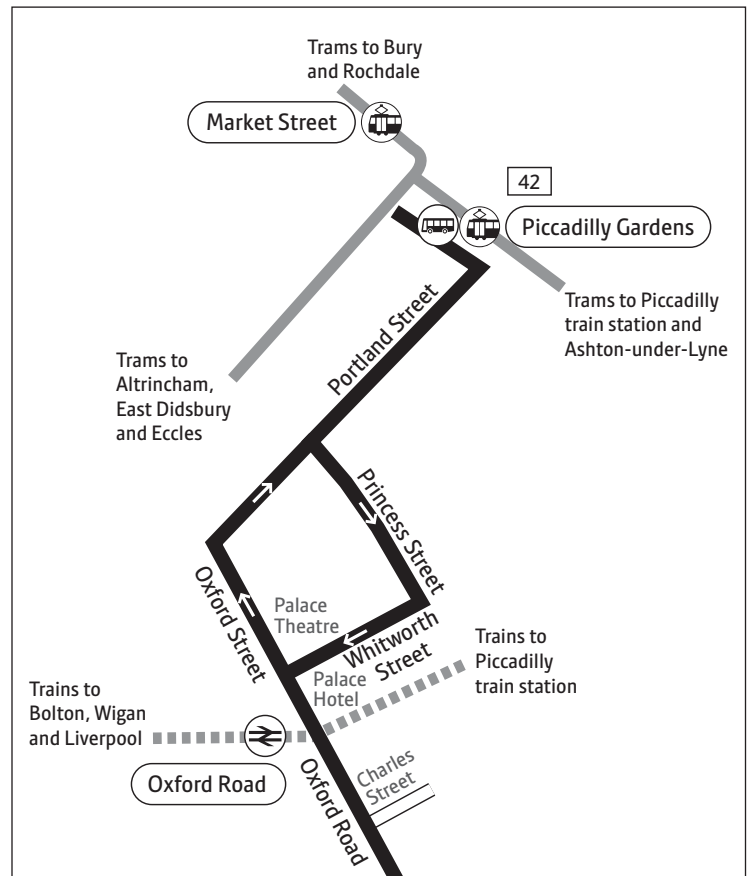 Trams to Bury
and Rochdale
Market Street
42
Piccadilly Gardens
Trams to Piccadilly
train station and
Ashton-under-Lyne
Portland Street
Trams to
Altrincham,
East Didsbury
and Eccles
Princess Street
Oxford Street
Palace
Theatre
Whitworth
Street
Trains to
Piccadilly
train station
Palace
Hotel
Trains to
Bolton, Wigan
and Liverpool
Oxford Road
Oxford Road
Charles
Street